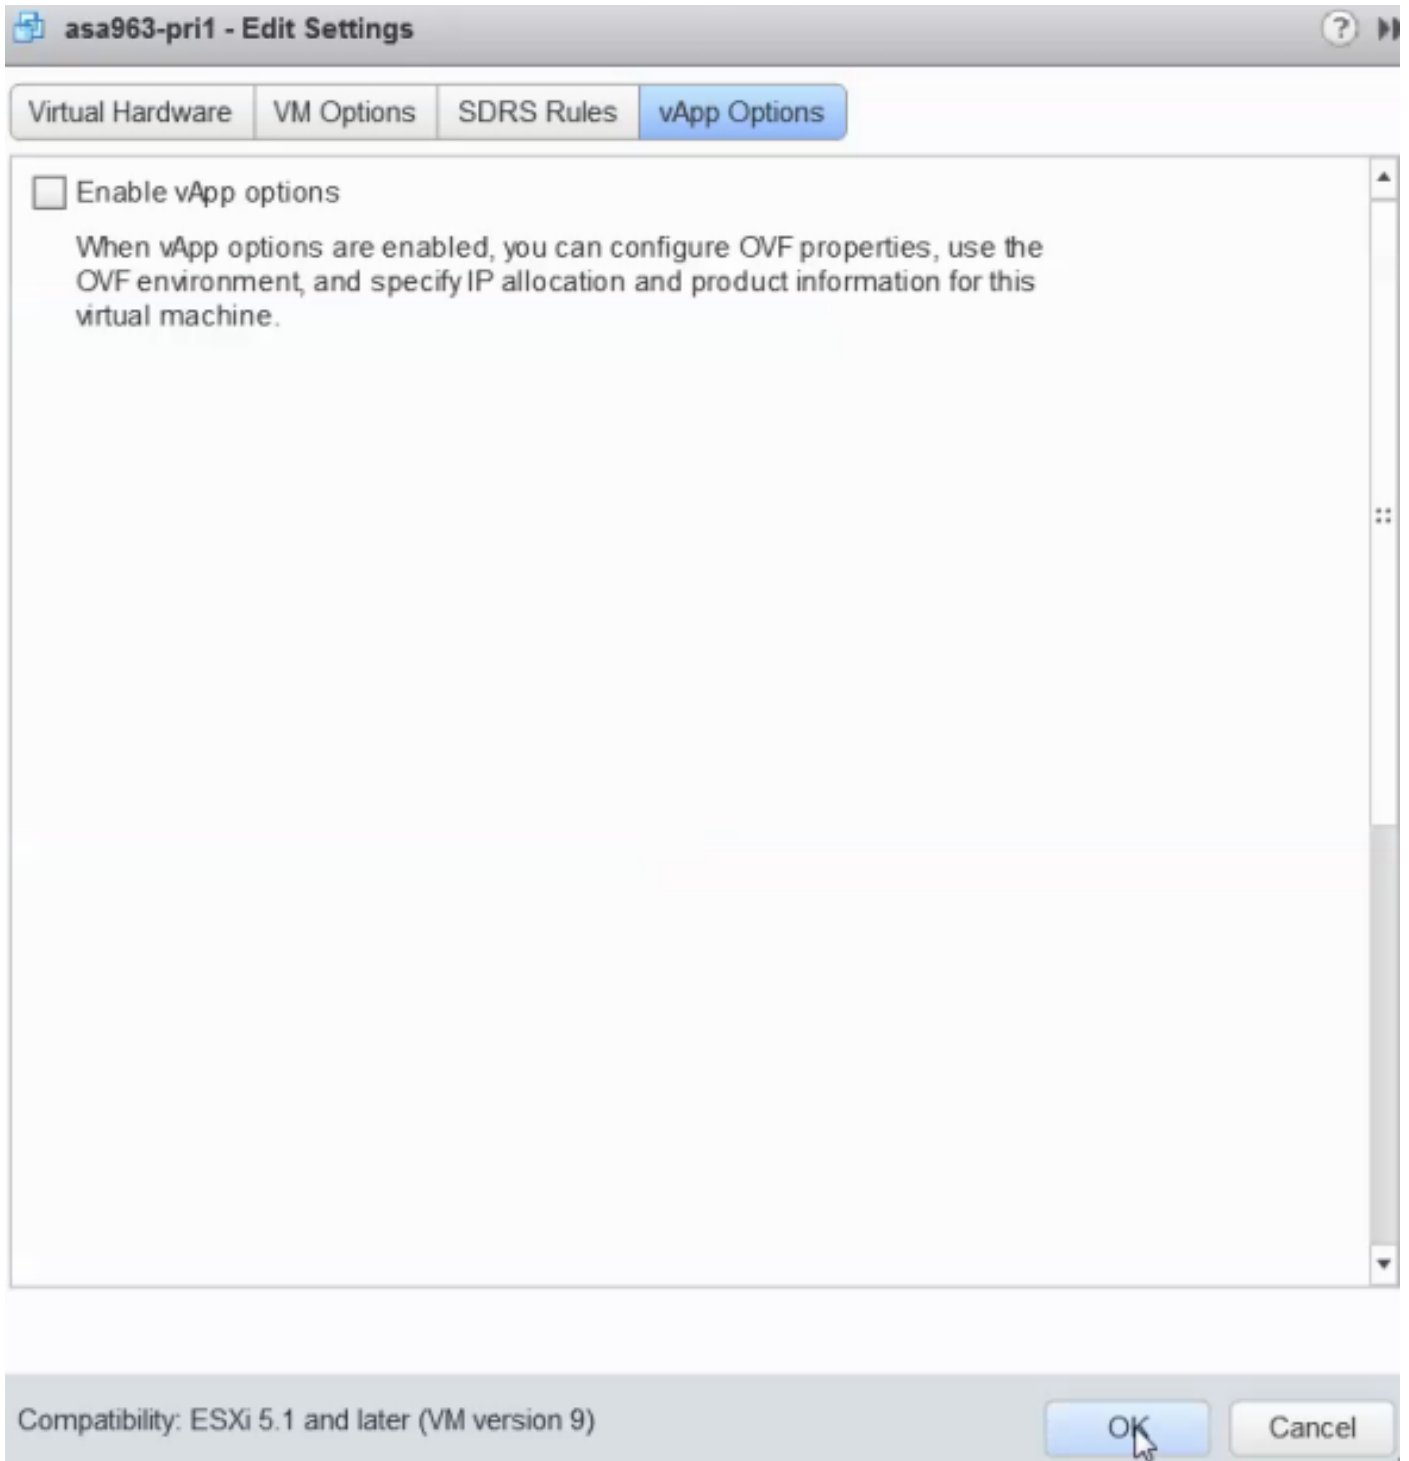 asa963-pri1 - Edit Settings
?
Virtual Hardware
VM Options
SDRS Rules
vApp Options
Enable vApp options
When vApp options are enabled, you can configure OVF properties, use the
OVF environment, and specify IP allocation and product information for this
virtual machine.
Compatibility: ESXi 5.1 and later (VM version 9)
OK
Cancel